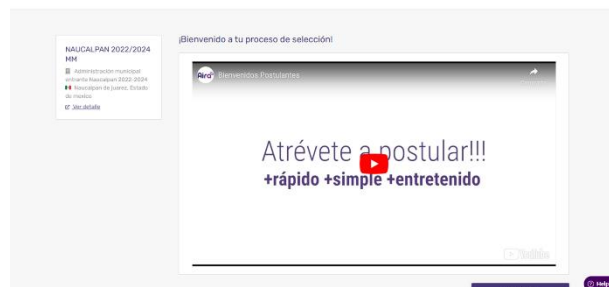 ¡Bienvenido a tu proceso de selección!
NAUCALPAN 2022/2024
MM
Administración municipal
entrante Naucalpan 2022-2024
Naucalpan de Juarez, Estado
de mexico
Ver detalle
Aira
Bienvenidos Postulantes
Atrévete a postular!!!
+rápido +simple +entretenido
YouTube
Help